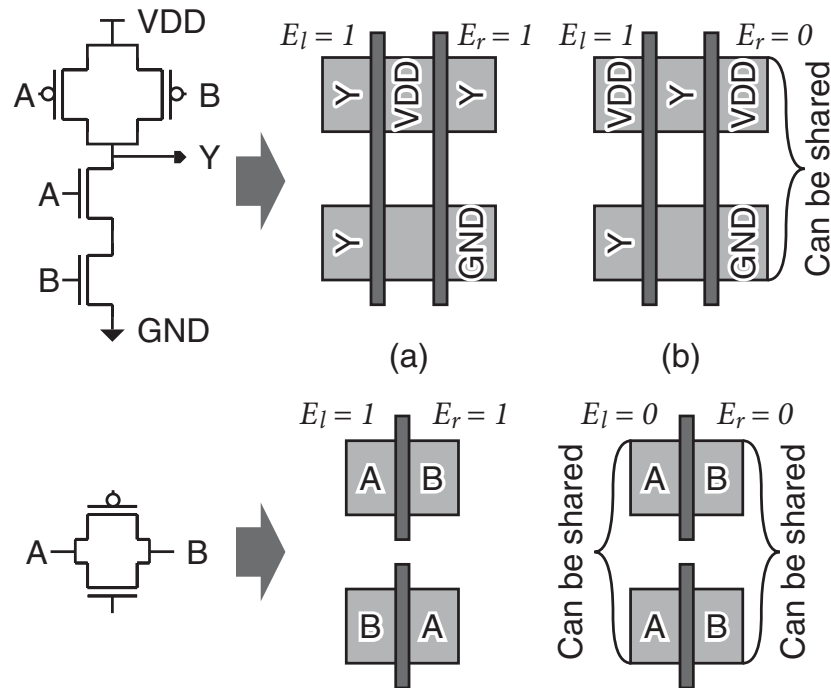 VDD
A
B
Y
A
B
GND
E_l = 1
E_r = 1
Y
VDD
Y
Y
GND
(a)
E_l = 1
E_r = 0
VDD
Y
VDD
Y
GND
Can be shared
(b)
A
B
E_l = 1
E_r = 1
A
B
B
A
E_l = 0
E_r = 0
Can be shared
A
B
A
B
Can be shared